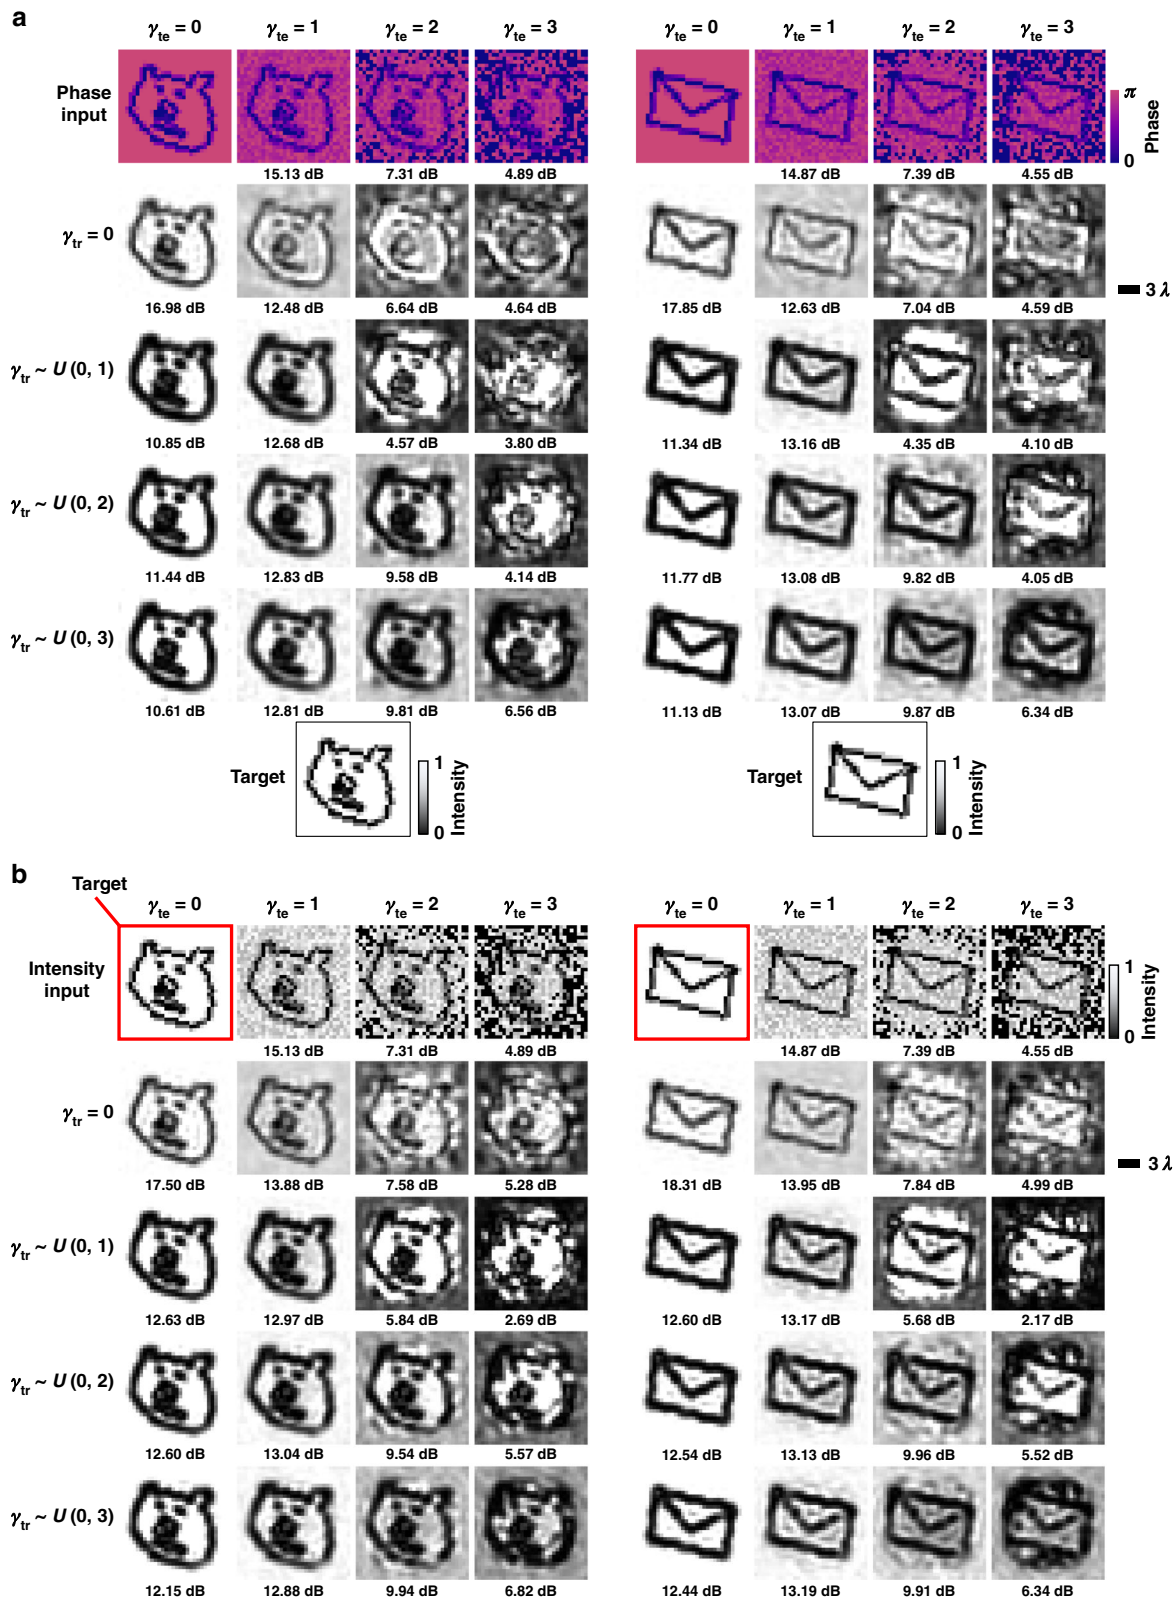 a
γte = 0 γte = 1 γte = 2 γte = 3 γte = 0 γte = 1 γte = 2 γte = 3
Phase input
π
Phase
0
15.13 dB 7.31 dB 4.89 dB 14.87 dB 7.39 dB 4.55 dB
γtr = 0
3 λ
16.98 dB 12.48 dB 6.64 dB 4.64 dB 17.85 dB 12.63 dB 7.04 dB 4.59 dB
γtr ~ U (0, 1)
10.85 dB 12.68 dB 4.57 dB 3.80 dB 11.34 dB 13.16 dB 4.35 dB 4.10 dB
γtr ~ U (0, 2)
11.44 dB 12.83 dB 9.58 dB 4.14 dB 11.77 dB 13.08 dB 9.82 dB 4.05 dB
γtr ~ U (0, 3)
10.61 dB 12.81 dB 9.81 dB 6.56 dB 11.13 dB 13.07 dB 9.87 dB 6.34 dB
Target
1
Intensity
0
Target
1
Intensity
0
b
Target
γte = 0 γte = 1 γte = 2 γte = 3 γte = 0 γte = 1 γte = 2 γte = 3
Intensity input
1
Intensity
0
15.13 dB 7.31 dB 4.89 dB 14.87 dB 7.39 dB 4.55 dB
γtr = 0
3 λ
17.50 dB 13.88 dB 7.58 dB 5.28 dB 18.31 dB 13.95 dB 7.84 dB 4.99 dB
γtr ~ U (0, 1)
12.63 dB 12.97 dB 5.84 dB 2.69 dB 12.60 dB 13.17 dB 5.68 dB 2.17 dB
γtr ~ U (0, 2)
12.60 dB 13.04 dB 9.54 dB 5.57 dB 12.54 dB 13.13 dB 9.96 dB 5.52 dB
γtr ~ U (0, 3)
12.15 dB 12.88 dB 9.94 dB 6.82 dB 12.44 dB 13.19 dB 9.91 dB 6.34 dB